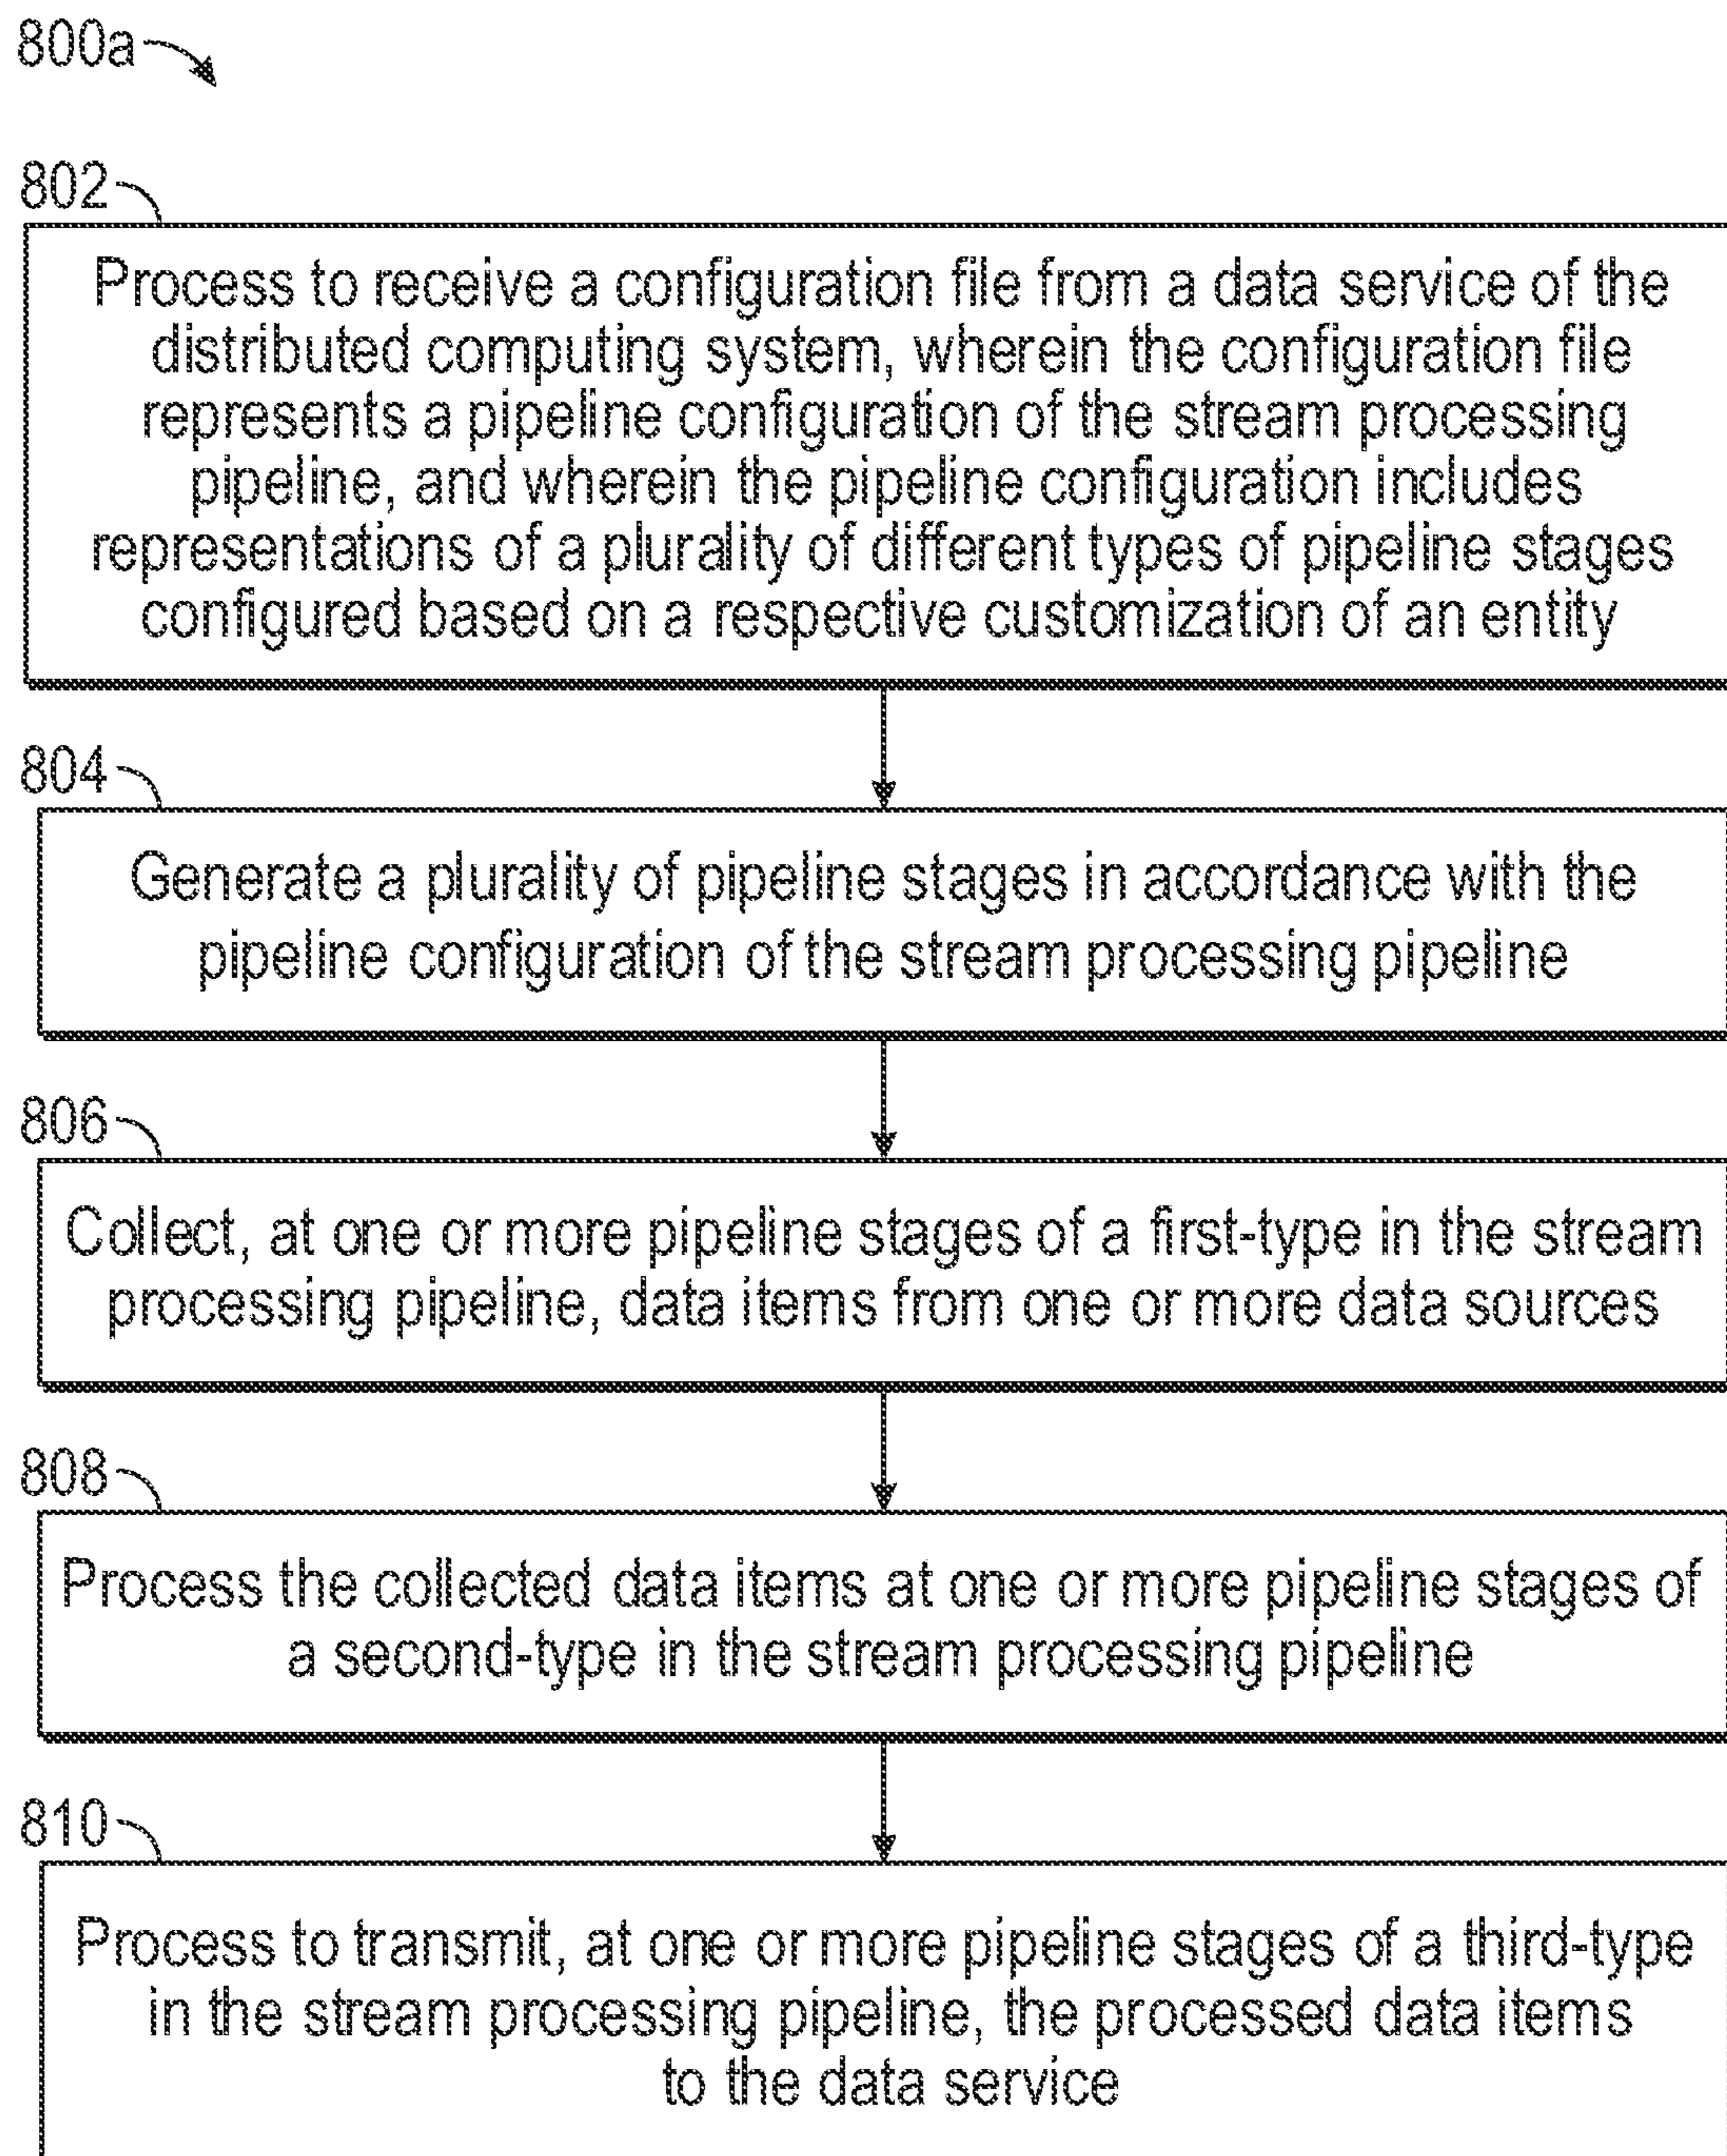 800a
802
Process to receive a configuration file from a data service of the
distributed computing system, wherein the configuration file
represents a pipeline configuration of the stream processing
pipeline, and wherein the pipeline configuration includes
representations of a plurality of different types of pipeline stages
configured based on a respective customization of an entity
804
Generate a plurality of pipeline stages in accordance with the
pipeline configuration of the stream processing pipeline
806
Collect, at one or more pipeline stages of a first-type in the stream
processing pipeline, data items from one or more data sources
808
Process the collected data items at one or more pipeline stages of
a second-type in the stream processing pipeline
810
Process to transmit, at one or more pipeline stages of a third-type
in the stream processing pipeline, the processed data items
to the data service